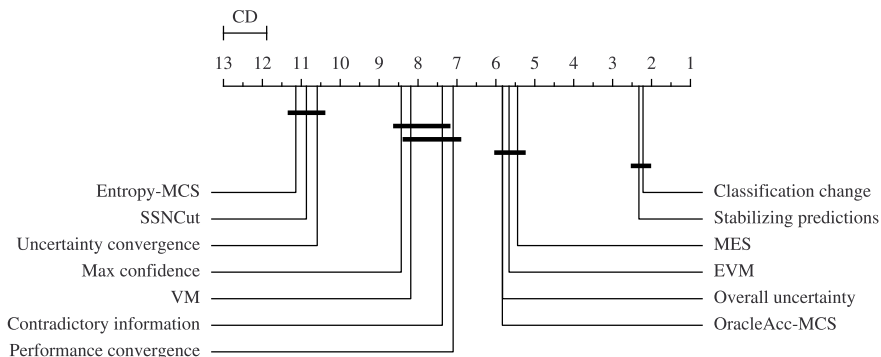 CD
13 12 11 10 9 8 7 6 5 4 3 2 1
Entropy-MCS
SSNCut
Uncertainty convergence
Max confidence
VM
Contradictory information
Performance convergence
Classification change
Stabilizing predictions
MES
EVM
Overall uncertainty
OracleAcc-MCS